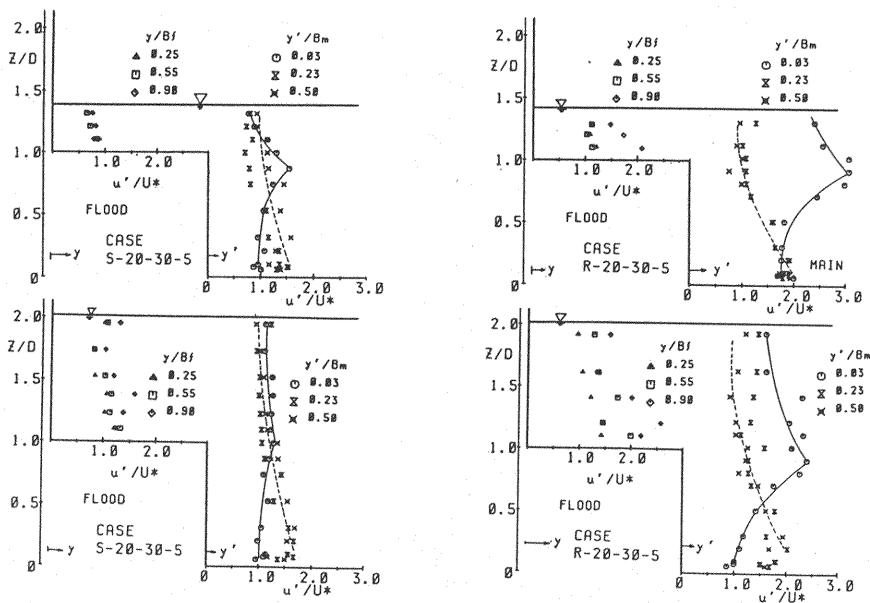 2.0
y/Bf
y'/Bm
▲ 0.25
⊙ 0.03
Z/D
⊡ 0.55
⧖ 0.23
1.5
◇ 0.90
✕ 0.50
1.0
1.0
2.0
u'/U*
FLOOD
0.5
CASE
S-20-30-5
y
y'
0
0
1.0
2.0
3.0
u'/U*
2.0
y/Bf
y'/Bm
▲ 0.25
⊙ 0.03
Z/D
⊡ 0.55
⧖ 0.23
1.5
◇ 0.90
✕ 0.50
1.0
1.0
2.0
u'/U*
FLOOD
0.5
CASE
R-20-30-5
MAIN
y
y'
0
0
1.0
2.0
3.0
u'/U*
2.0
Z/D
y/Bf
y'/Bm
1.5
▲ 0.25
⊙ 0.03
⊡ 0.55
⧖ 0.23
◇ 0.90
✕ 0.50
1.0
1.0
2.0
u'/U*
0.5
FLOOD
CASE
S-20-30-5
y
y'
0
0
1.0
2.0
3.0
u'/U*
2.0
Z/D
y/Bf
y'/Bm
1.5
▲ 0.25
⊙ 0.03
⊡ 0.55
⧖ 0.23
◇ 0.90
✕ 0.50
1.0
1.0
2.0
u'/U*
0.5
FLOOD
CASE
R-20-30-5
y
y'
0
0
1.0
2.0
3.0
u'/U*